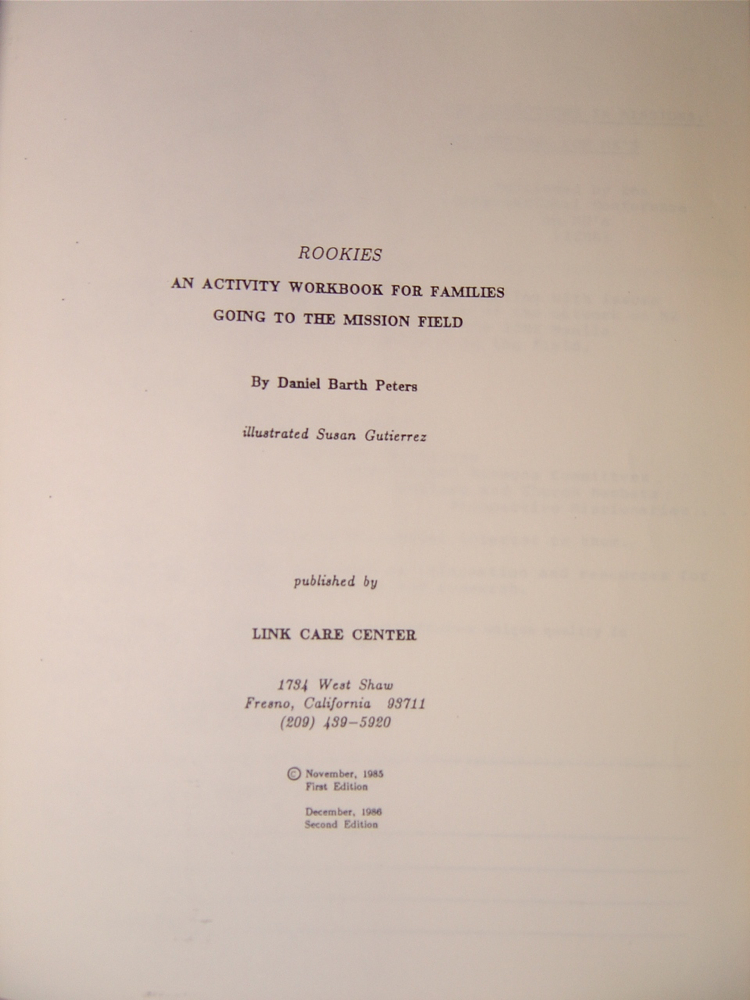 ROOKIES
AN ACTIVITY WORKBOOK FOR FAMILIES
GOING TO THE MISSION FIELD
By Daniel Barth Peters
illustrated Susan Gutierrez
published by
LINK CARE CENTER
1734 West Shaw
Fresno, California 93711
(209) 439-5920
© November, 1985
First Edition
December, 1986
Second Edition